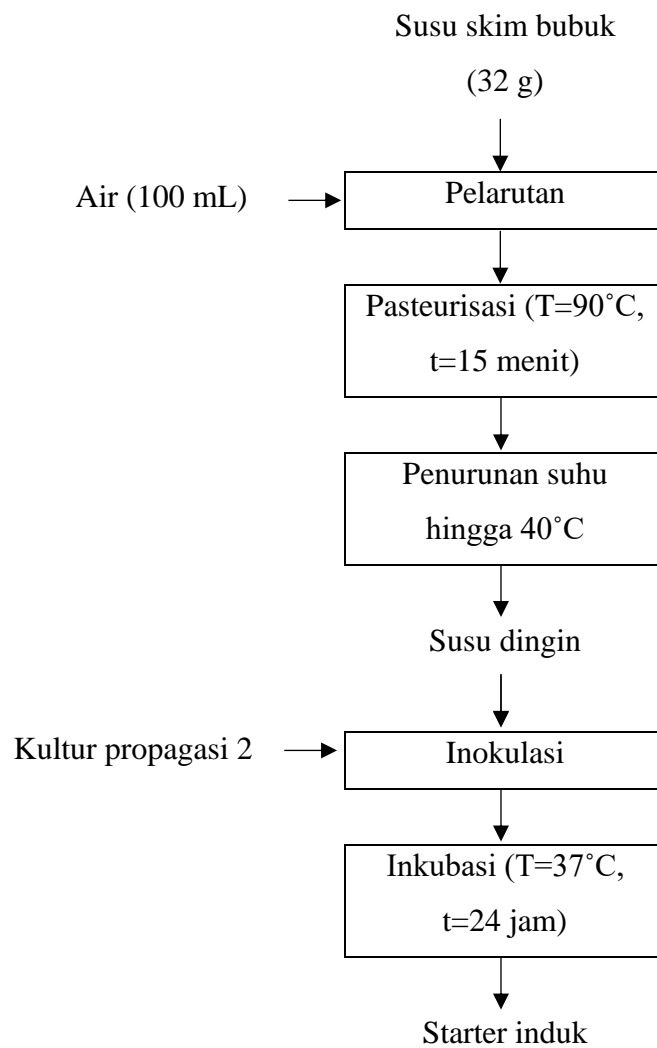 Susu skim bubuk
(32 g)
Air (100 mL)
Pelarutan
Pasteurisasi (T=90˚C,
t=15 menit)
Penurunan suhu
hingga 40˚C
Susu dingin
Kultur propagasi 2
Inokulasi
Inkubasi (T=37˚C,
t=24 jam)
Starter induk